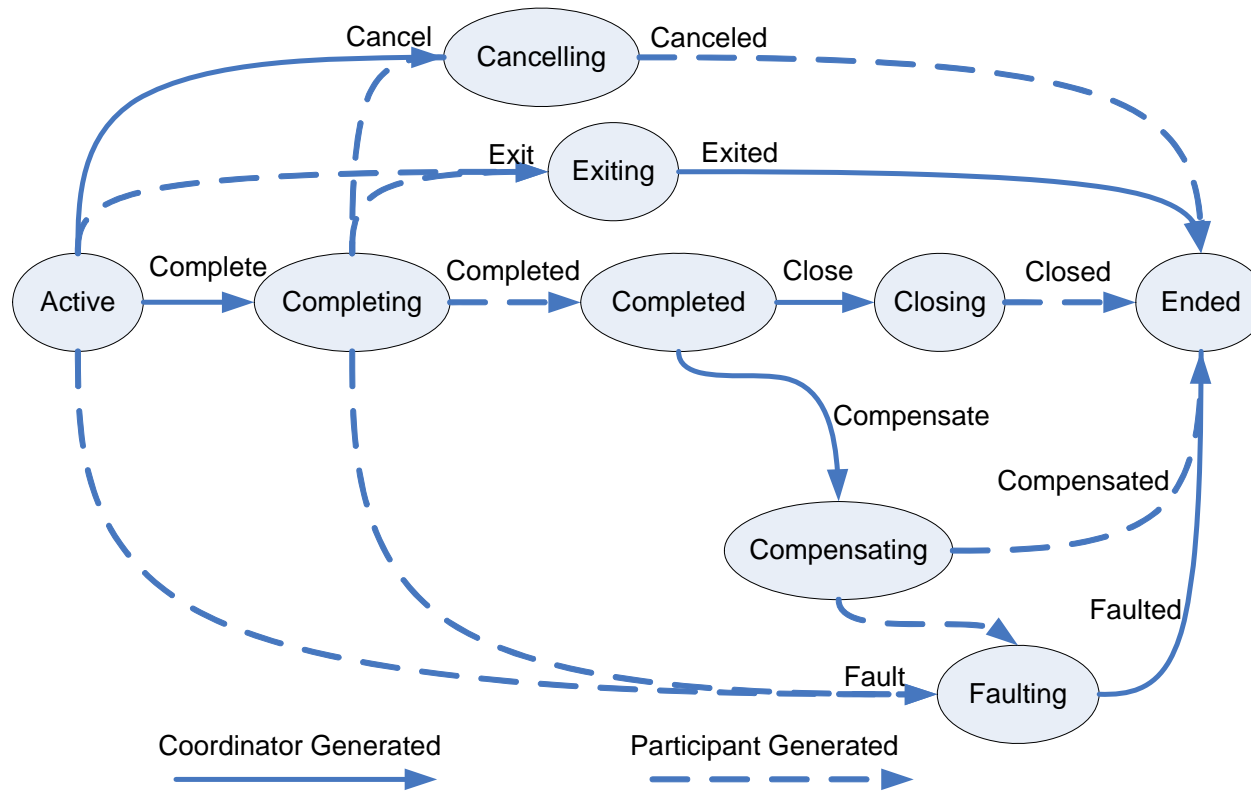 Cancel
Cancelling
Canceled
Exit
Exiting
Exited
Active
Complete
Completing
Completed
Completed
Close
Closing
Closed
Ended
Compensate
Compensating
Compensated
Fault
Faulting
Faulted
Coordinator Generated
Participant Generated